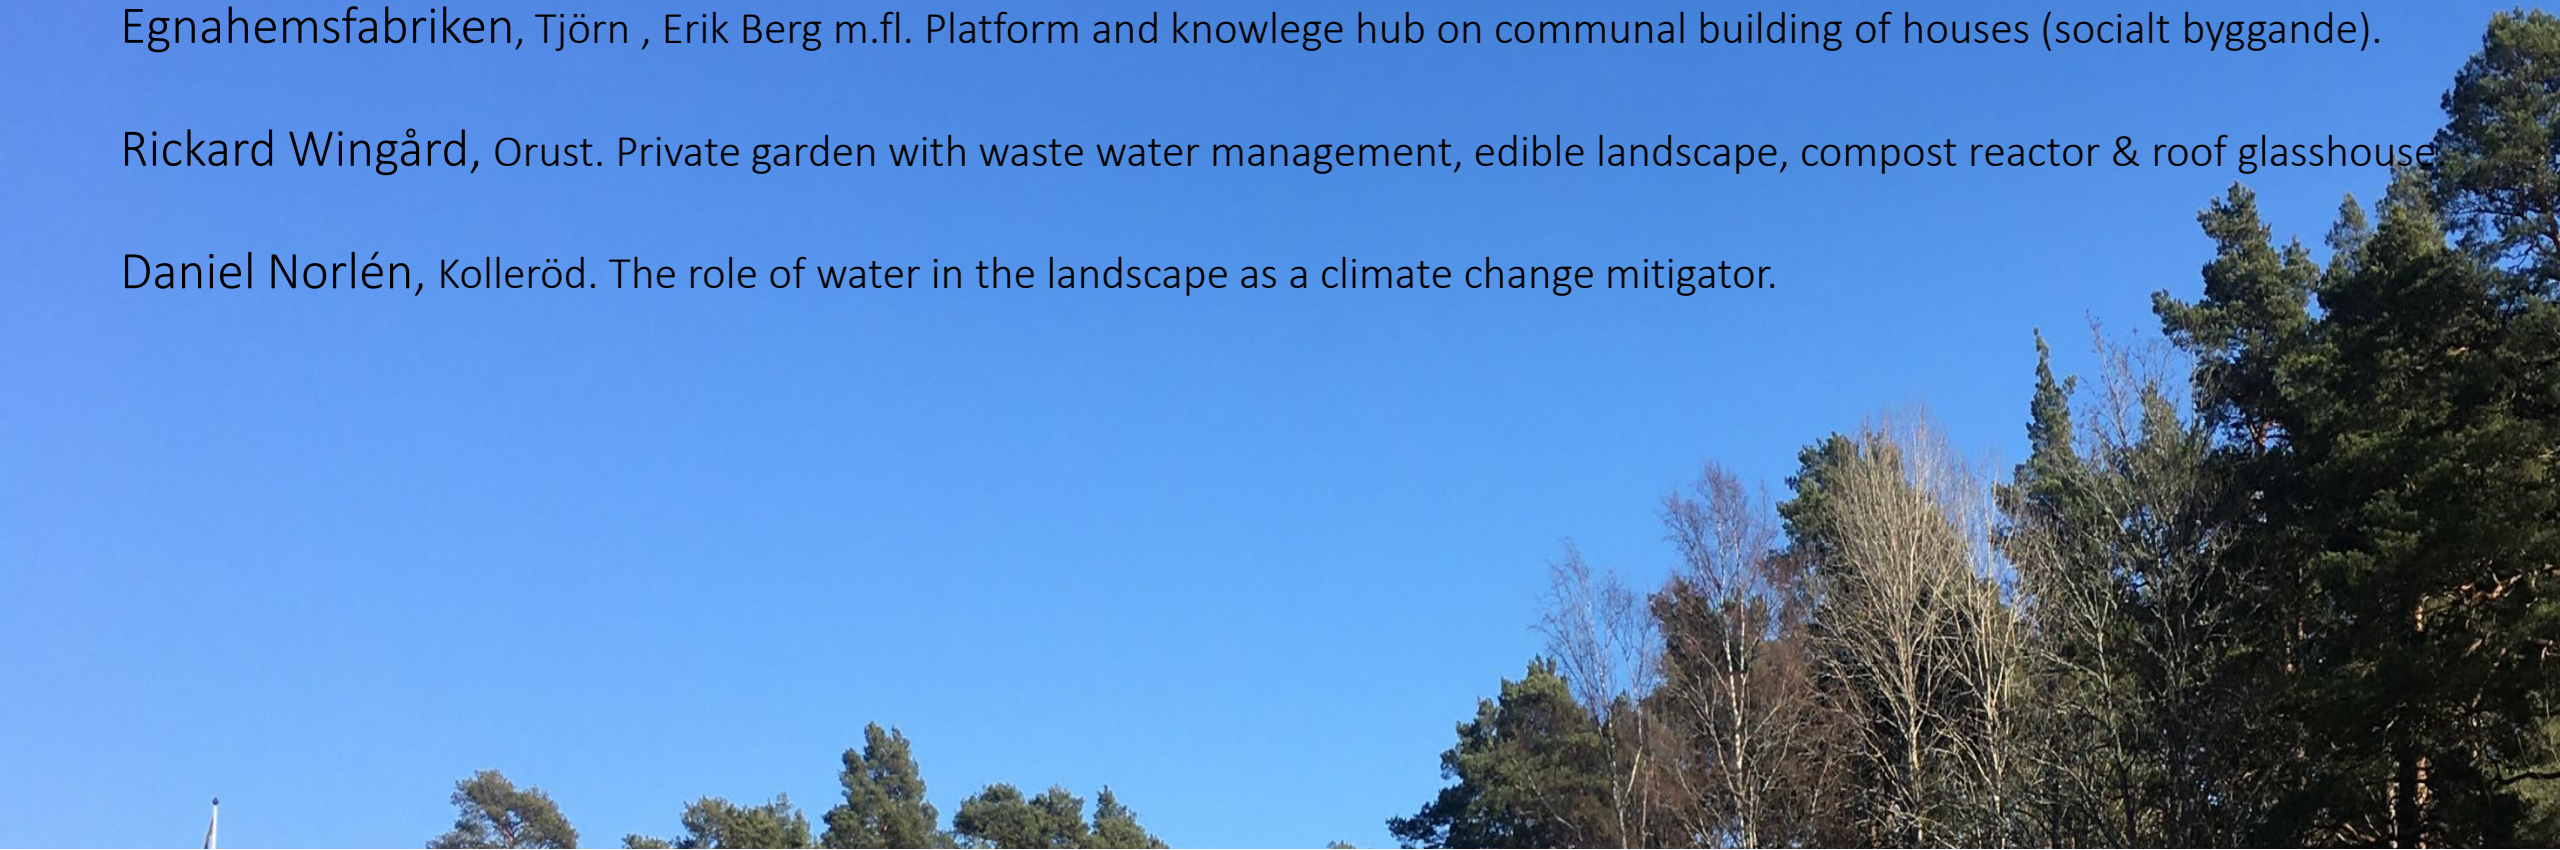 Egnahemsfabriken, Tjörn , Erik Berg m.fl. Platform and knowlege hub on communal building of houses (socialt byggande).
Rickard Wingård, Orust. Private garden with waste water management, edible landscape, compost reactor & roof glasshouse.
Daniel Norlén, Kolleröd. The role of water in the landscape as a climate change mitigator.